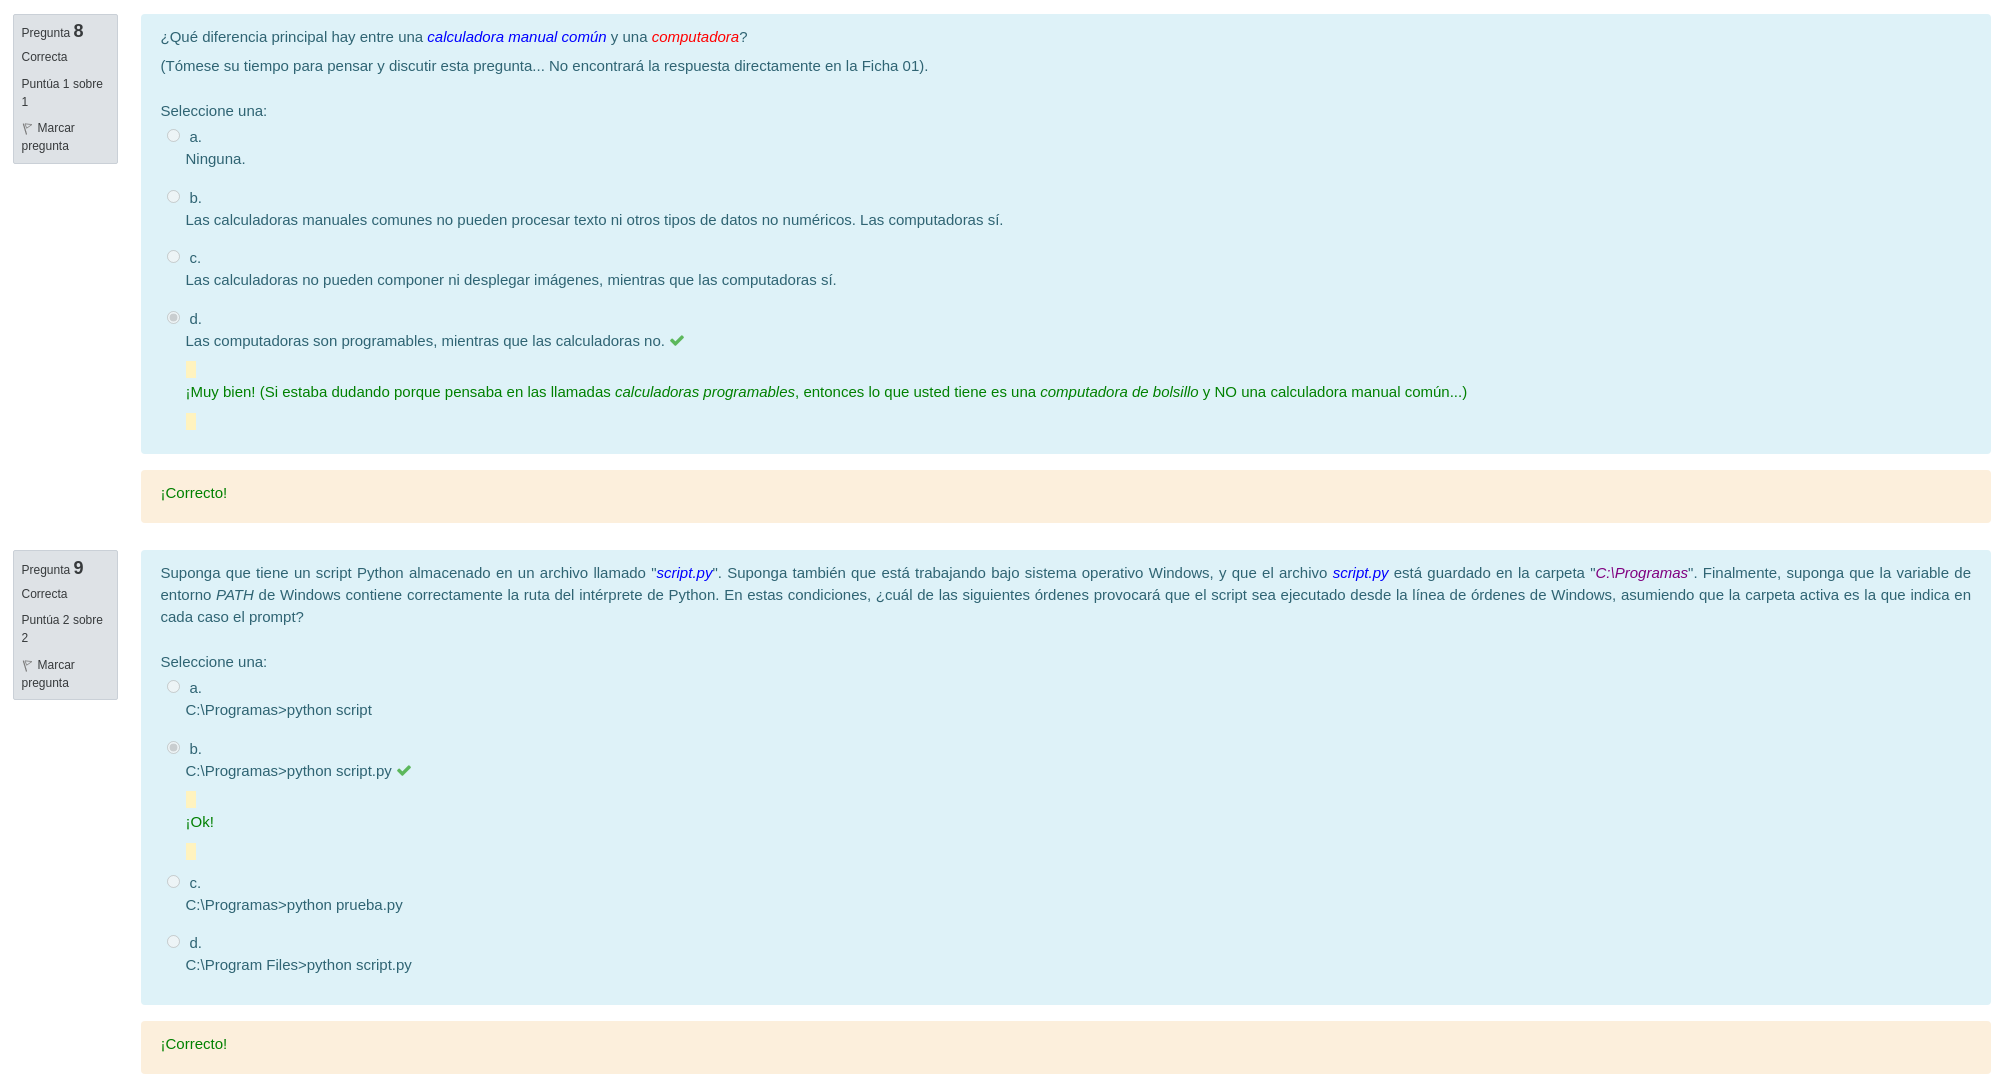 Pregunta 8
Correcta
Puntúa 1 sobre
1
Marcar
pregunta
¿Qué diferencia principal hay entre una calculadora manual común y una computadora?
(Tómese su tiempo para pensar y discutir esta pregunta... No encontrará la respuesta directamente en la Ficha 01).
Seleccione una:
a.
Ninguna.
b.
Las calculadoras manuales comunes no pueden procesar texto ni otros tipos de datos no numéricos. Las computadoras sí.
c.
Las calculadoras no pueden componer ni desplegar imágenes, mientras que las computadoras sí.
d.
Las computadoras son programables, mientras que las calculadoras no.
¡Muy bien! (Si estaba dudando porque pensaba en las llamadas calculadoras programables, entonces lo que usted tiene es una computadora de bolsillo y NO una calculadora manual común...)
¡Correcto!
Pregunta 9
Correcta
Puntúa 2 sobre
2
Marcar
pregunta
Suponga que tiene un script Python almacenado en un archivo llamado "script.py". Suponga también que está trabajando bajo sistema operativo Windows, y que el archivo script.py está guardado en la carpeta "C:\Programas". Finalmente, suponga que la variable de
entorno PATH de Windows contiene correctamente la ruta del intérprete de Python. En estas condiciones, ¿cuál de las siguientes órdenes provocará que el script sea ejecutado desde la línea de órdenes de Windows, asumiendo que la carpeta activa es la que indica en
cada caso el prompt?
Seleccione una:
a.
C:\Programas>python script
b.
C:\Programas>python script.py
¡Ok!
c.
C:\Programas>python prueba.py
d.
C:\Program Files>python script.py
¡Correcto!